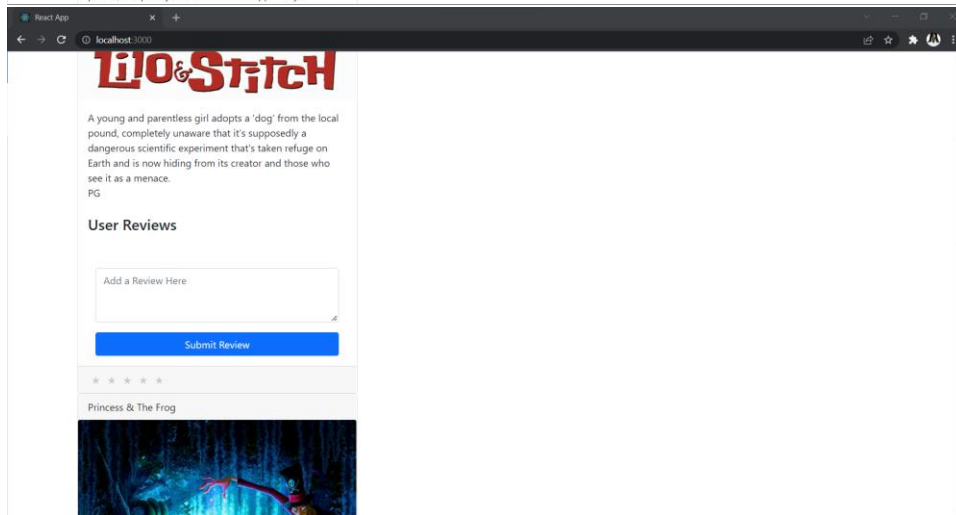 React App
localhost:3000
Lilo & Stitch
A young and parentless girl adopts a 'dog' from the local
pound, completely unaware that it's supposedly a
dangerous scientific experiment that's taken refuge on
Earth and is now hiding from its creator and those who
see it as a menace.
PG
User Reviews
Add a Review Here
Submit Review
Princess & The Frog